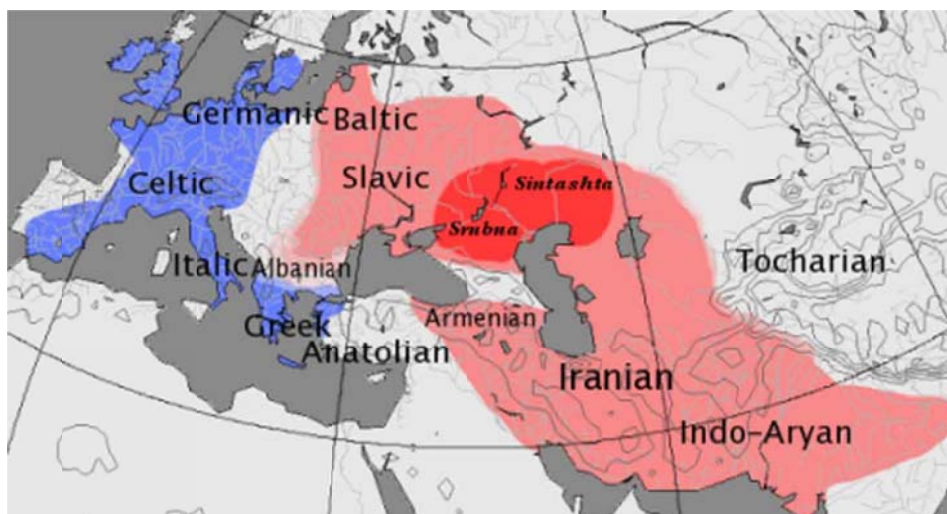 Germanic
Baltic
Celtic
Slavic
Sintashta
Srubna
Italic
Albanian
Tocharian
Greek
Armenian
Anatolian
Iranian
Indo-Aryan